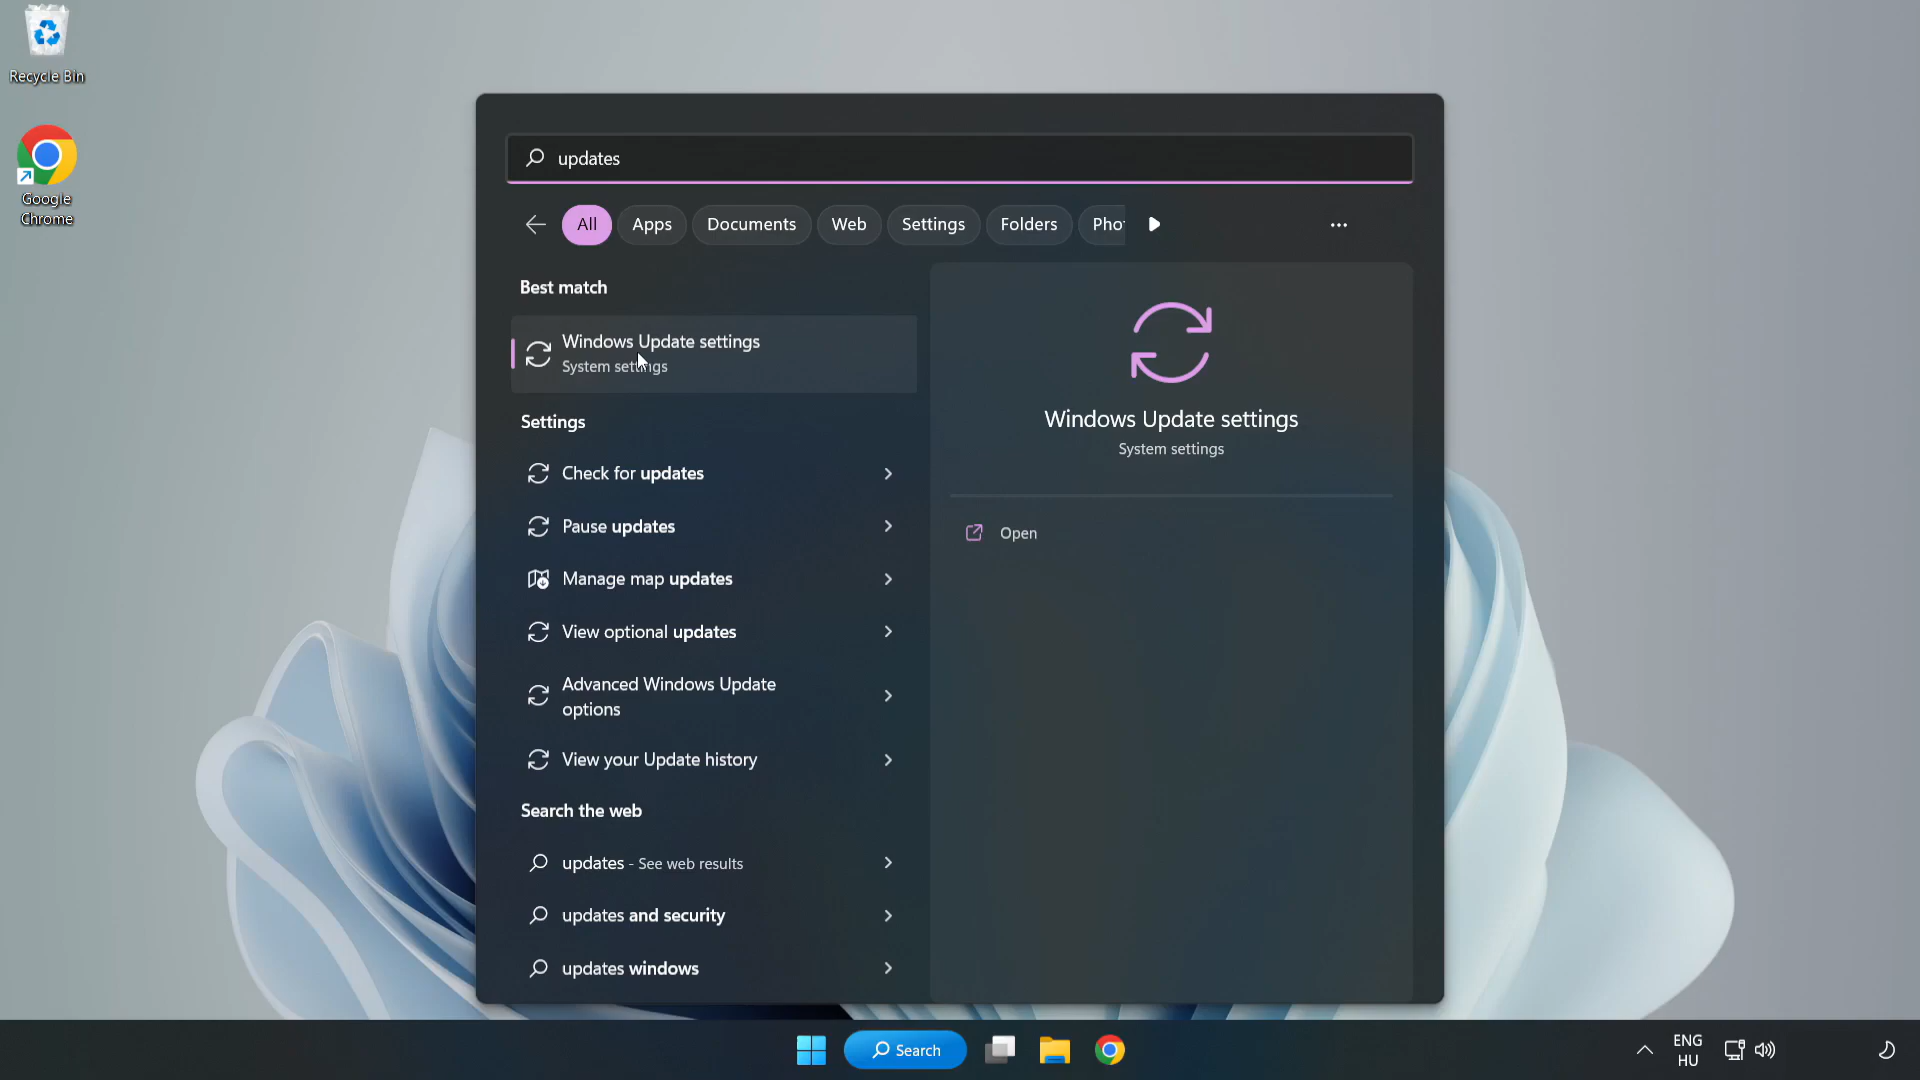 Recycle Bin
Google
Chrome
updates
All
Apps
Documents
Web
Settings
Folders
Pho
Best match
Windows Update settings
System settings
Settings
Check for updates
Pause updates
Manage map updates
View optional updates
Advanced Windows Update
options
View your Update history
Search the web
updates - See web results
updates and security
updates windows
Windows Update settings
System settings
Open
Search
ENG
HU